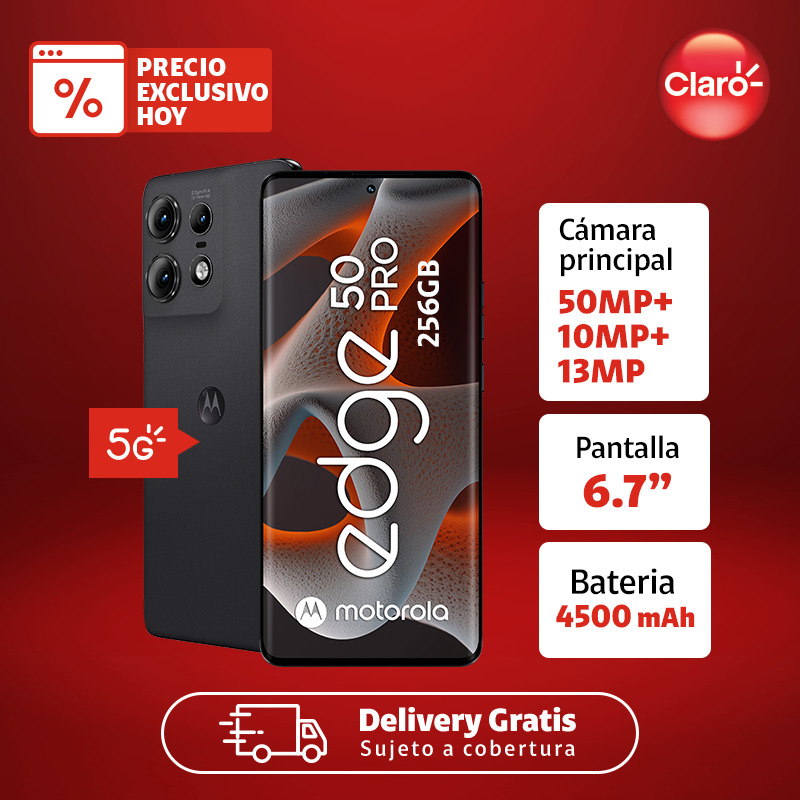 %
PRECIO
EXCLUSIVO
HOY
Claro
Cámara
principal
50MP+
10MP+
13MP
edge 50 PRO
256GB
motorola
5G
Pantalla
6.7”
Bateria
4500 mAh
Delivery Gratis
Sujeto a cobertura